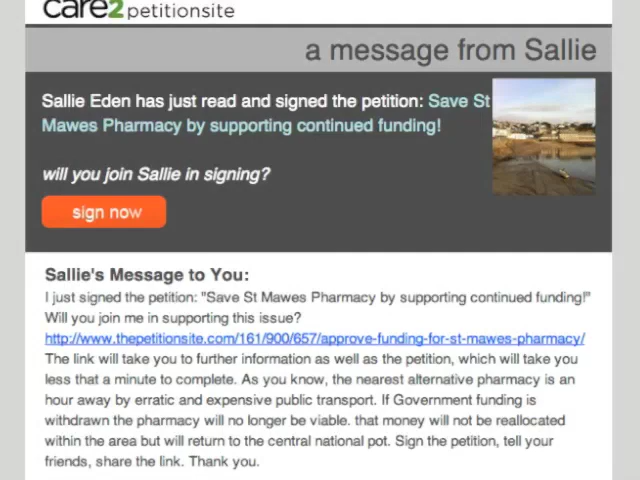 care2 petitionsite
a message from Sallie
Sallie Eden has just read and signed the petition: Save St
Mawes Pharmacy by supporting continued funding!
will you join Sallie in signing?
sign now
Sallie's Message to You:
I just signed the petition: "Save St Mawes Pharmacy by supporting continued funding!"
Will you join me in supporting this issue?
http://www.thepetitionsite.com/161/900/657/approve-funding-for-st-mawes-pharmacy/
The link will take you to further information as well as the petition, which will take you
less that a minute to complete. As you know, the nearest alternative pharmacy is an
hour away by erratic and expensive public transport. If Government funding is
withdrawn the pharmacy will no longer be viable. that money will not be reallocated
within the area but will return to the central national pot. Sign the petition, tell your
friends, share the link. Thank you.